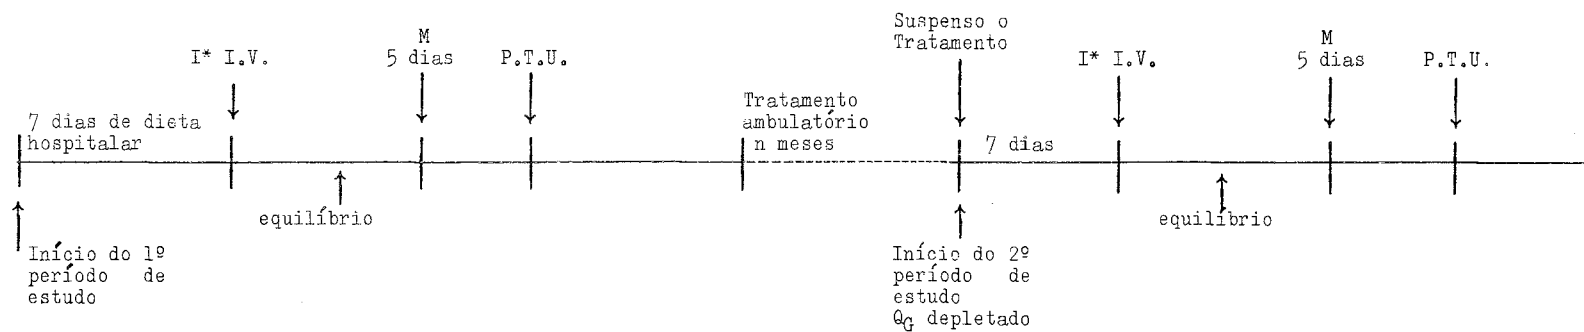 I* I.V.
M
5 dias
P.T.U.
Suspenso o
Tratamento
I* I.V.
M
5 dias
P.T.U.
7 dias de dieta
hospitalar
Tratamento
ambulatório
n meses
7 dias
equilíbrio
equilíbrio
Início do 1º
período de
estudo
Início do 2º
período de
estudo
QG depletado